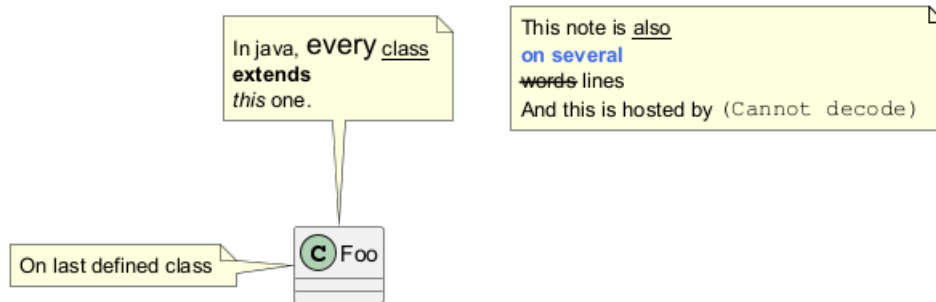 In java, every class
extends
this one.
This note is also
on several
words lines
And this is hosted by (Cannot decode)
C Foo
On last defined class